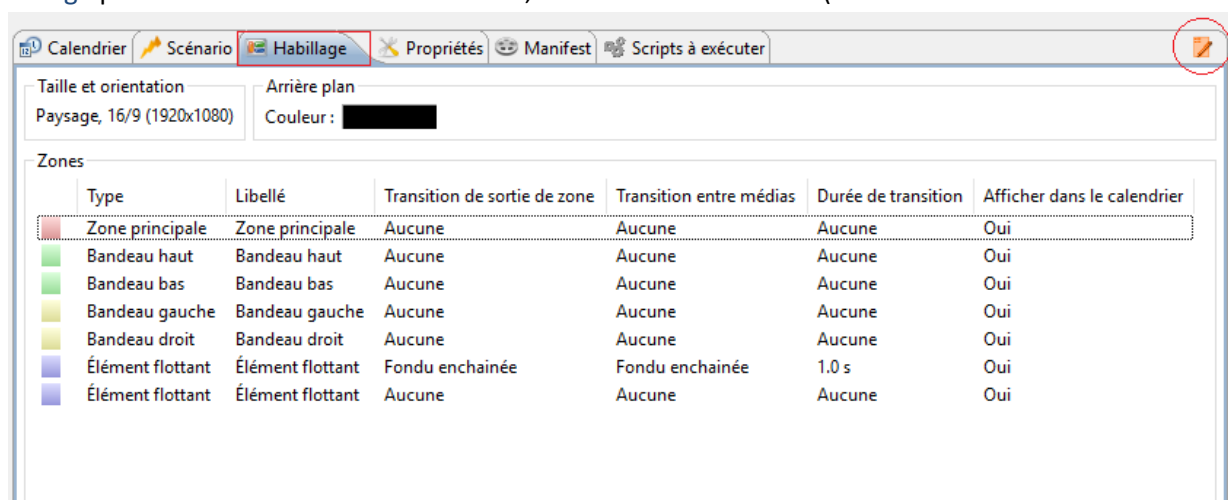 Calendrier Scénario Habillage Propriétés Manifest Scripts à exécuter
Taille et orientation Arrière plan
Paysage, 16/9 (1920x1080) Couleur :
Zones
Type Libellé Transition de sortie de zone Transition entre médias Durée de transition Afficher dans le calendrier
Zone principale Zone principale Aucune Aucune Aucune Oui
Bandeau haut Bandeau haut Aucune Aucune Aucune Oui
Bandeau bas Bandeau bas Aucune Aucune Aucune Oui
Bandeau gauche Bandeau gauche Aucune Aucune Aucune Oui
Bandeau droit Bandeau droit Aucune Aucune Aucune Oui
Élément flottant Élément flottant Fondu enchainée Fondu enchainée 1.0 s Oui
Élément flottant Élément flottant Aucune Aucune Aucune Oui